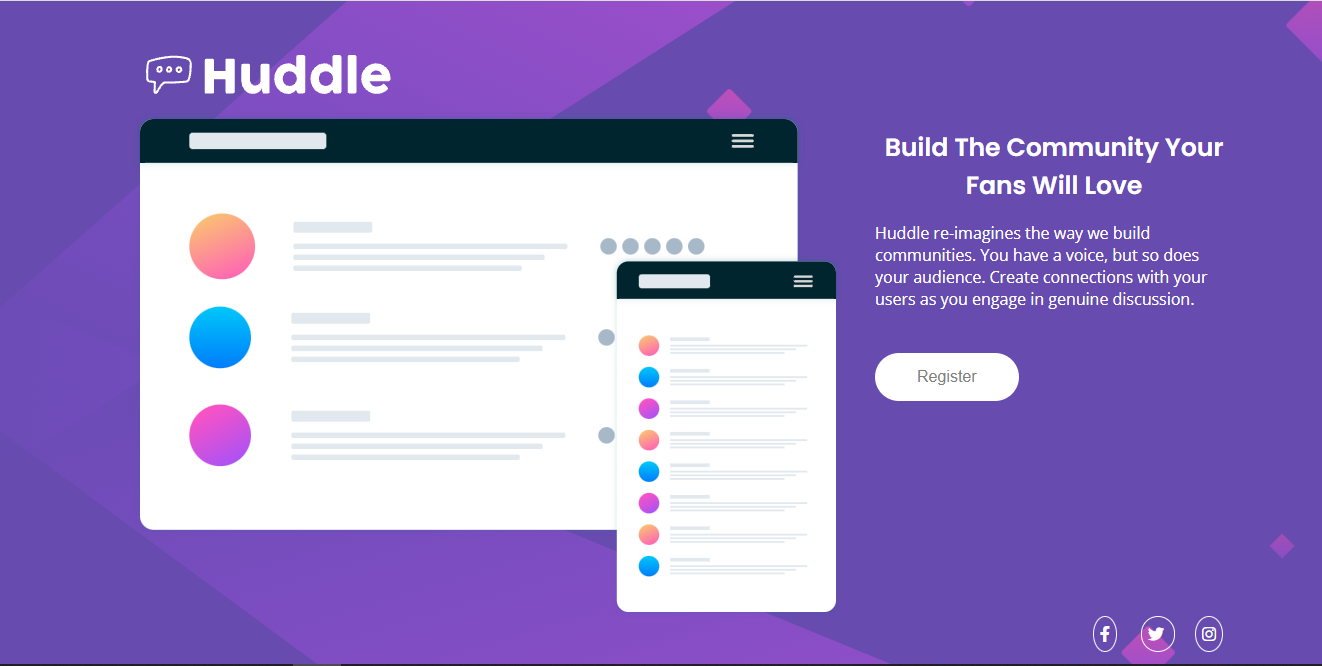 Huddle
Build The Community Your
Fans Will Love
Huddle re-imagines the way we build
communities. You have a voice, but so does
your audience. Create connections with your
users as you engage in genuine discussion.
Register